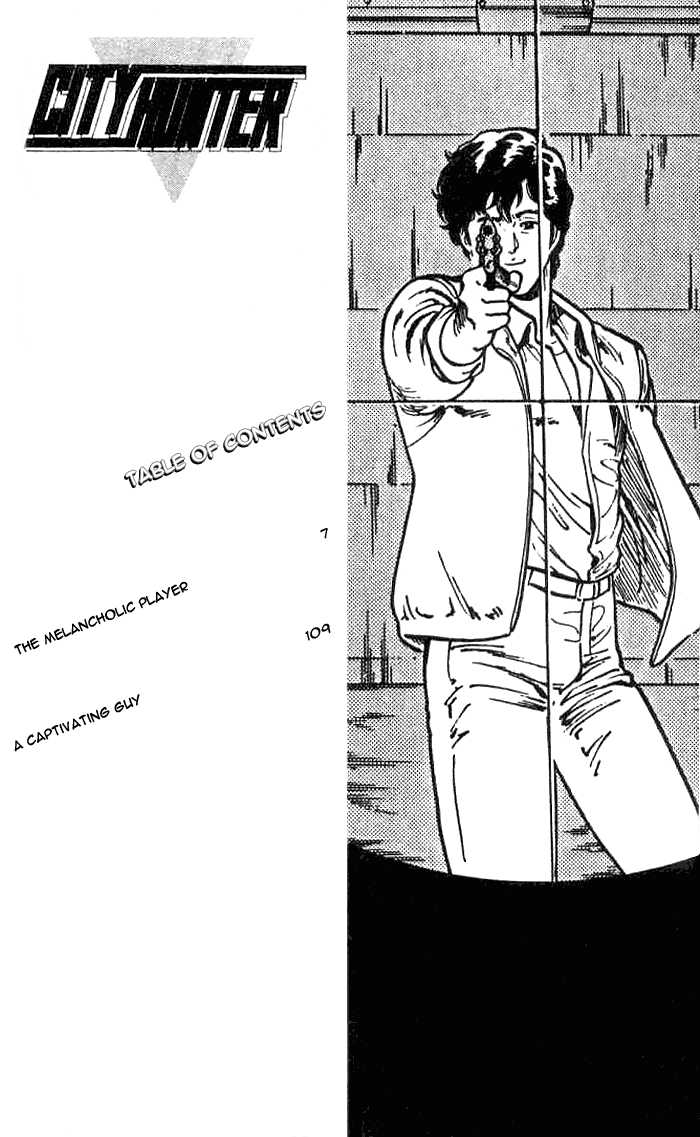 CITY HUNTER
TABLE OF CONTENTS
7
THE MELANCHOLIC PLAYER
109
A CAPTIVATING GUY